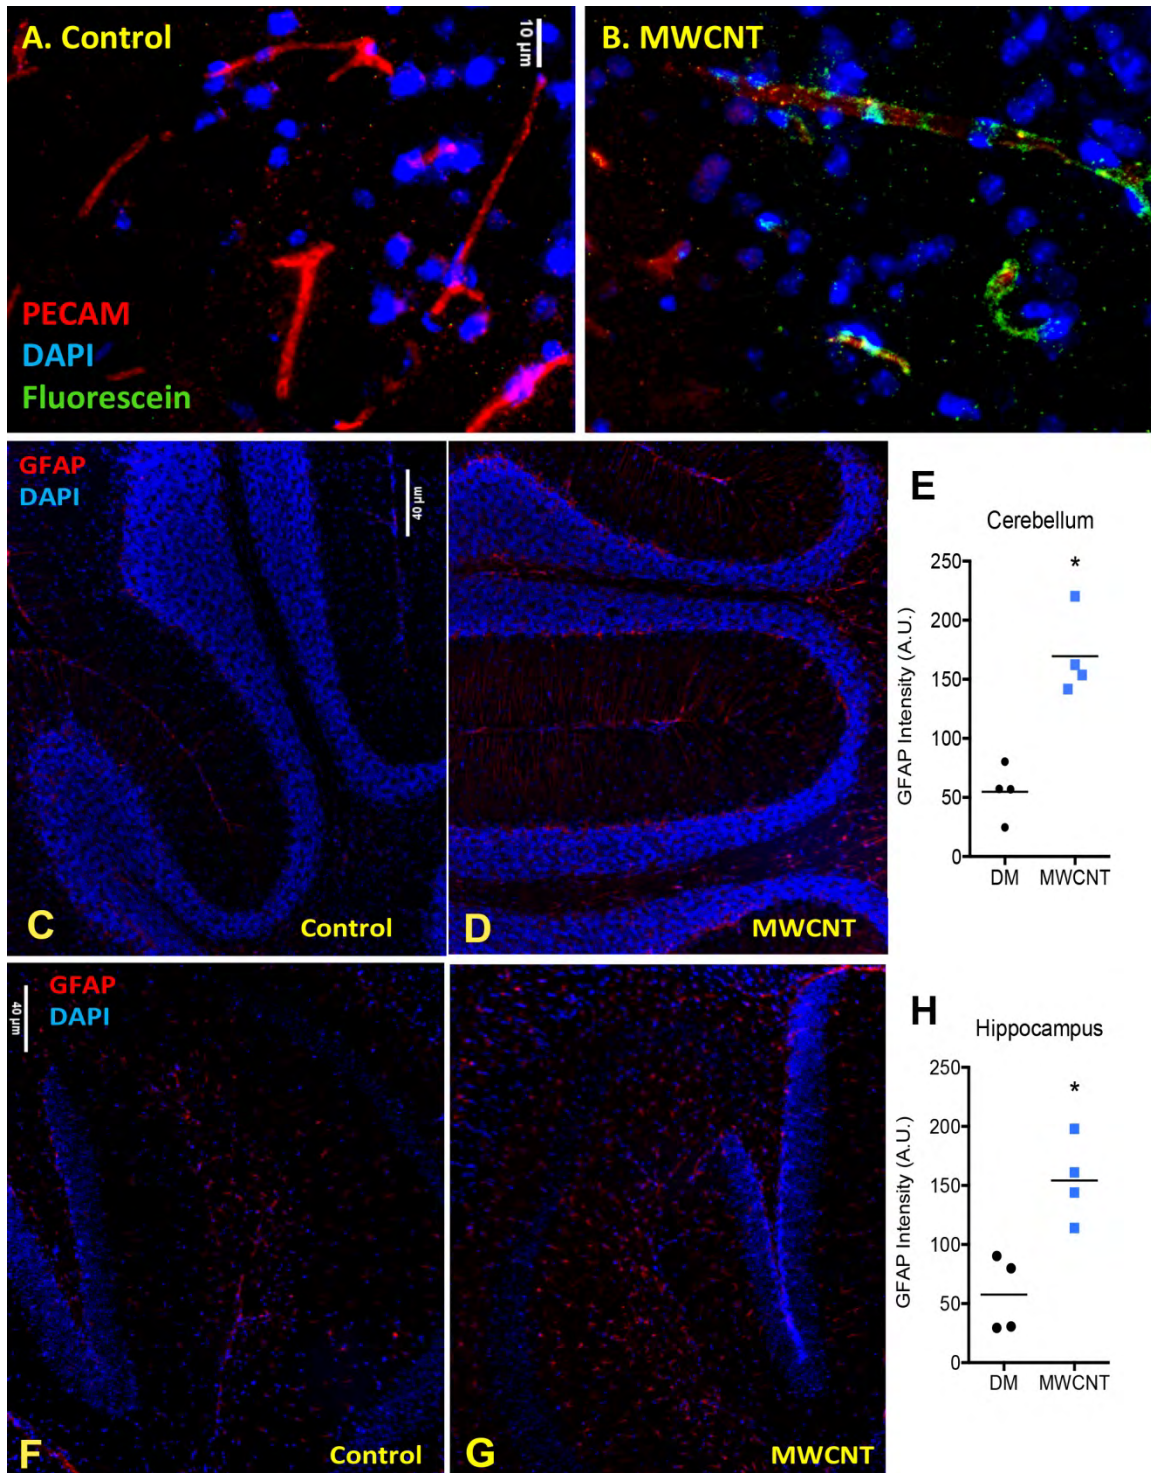 A. Control
10 µm
B. MWCNT
PECAM
DAPI
Fluorescein
GFAP
DAPI
40 µm
C
Control
D
MWCNT
E
Cerebellum
GFAP Intensity (A.U.)
250
*
200
150
100
50
0
DM
MWCNT
GFAP
DAPI
40 µm
F
Control
G
MWCNT
H
Hippocampus
GFAP Intensity (A.U.)
250
*
200
150
100
50
0
DM
MWCNT